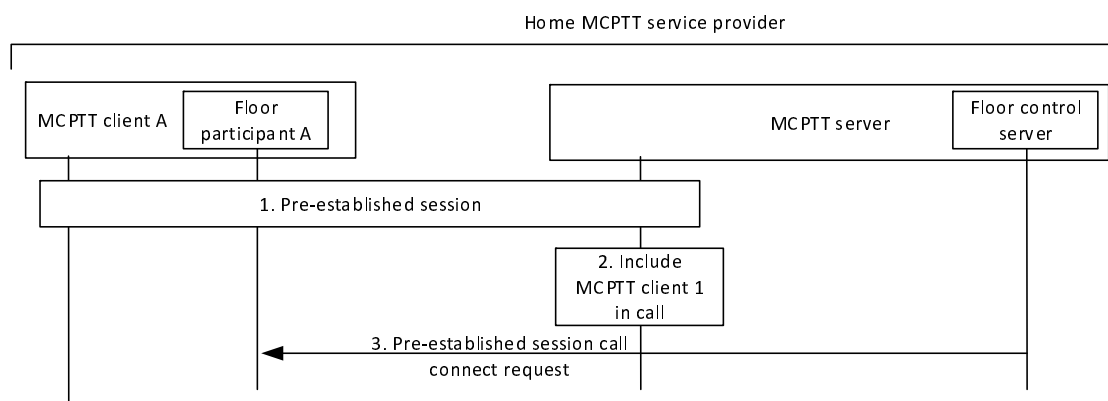 Home MCPTT service provider
MCPTT client A
Floor
participant A
MCPTT server
Floor control
server
1. Pre-established session
2. Include
MCPTT client 1
in call
3. Pre-established session call
connect request